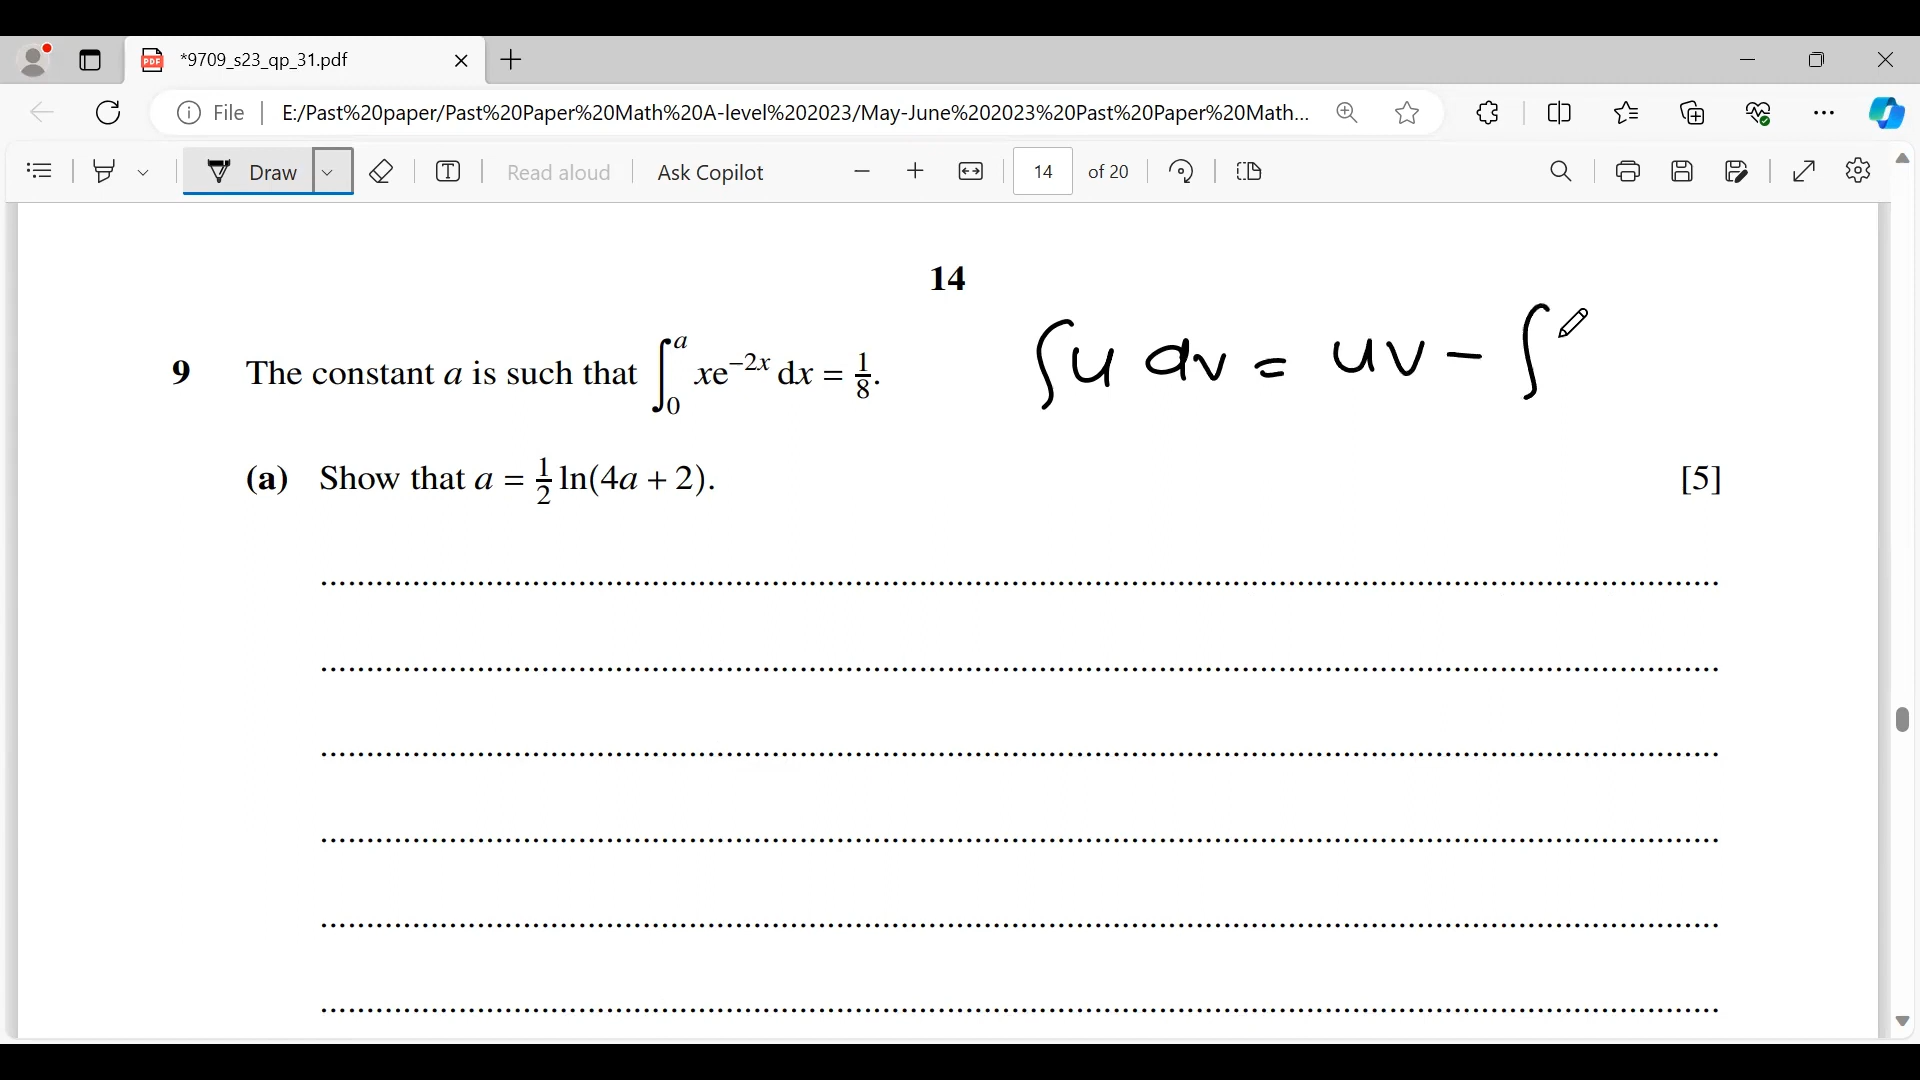 *9709_s23_qp_31.pdf
File
E:/Past%20paper/Past%20Paper%20Math%20A-level%202023/May-June%202023%20Past%20Paper%20Math...
Draw
Read aloud
Ask Copilot
14
of 20
14
9 The constant a is such that ∫₀ᵃ xe⁻²ˣ dx = 1/8.
∫u dv = uv - ∫
(a) Show that a = 1/2 ln(4a + 2). [5]